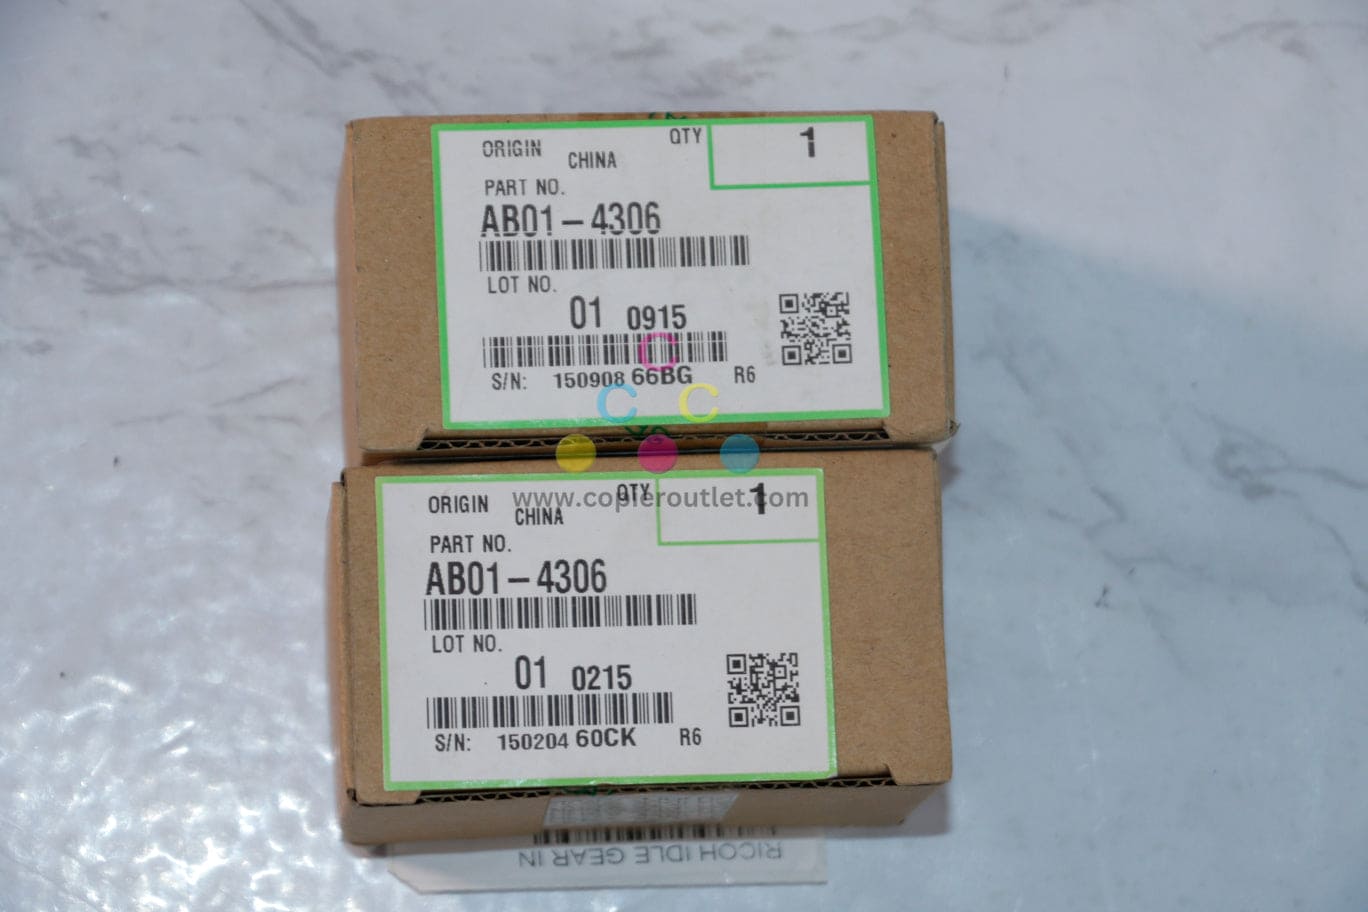 ORIGIN CHINA QTY 1
PART NO.
AB01-4306
LOT NO.
01 0915
S/N: 150908 66BG R6
C
C C
www.copieroutlet.com
ORIGIN CHINA QTY 1
PART NO.
AB01-4306
LOT NO.
01 0215
S/N: 150204 60CK R6
RICOH IDLE GEAR IN